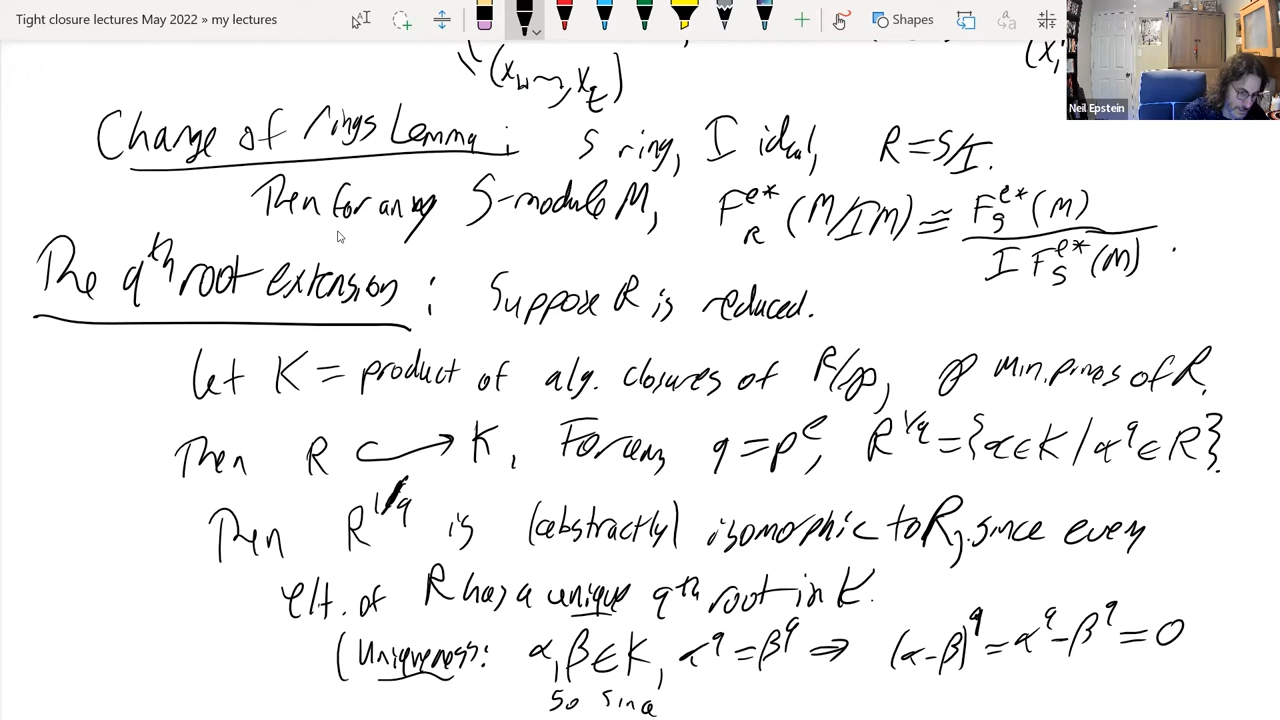 Tight closure lectures May 2022 » my lectures
Shapes
Neil Epstein
(x_{t_1}, x_t)
(x_1
Change of rings Lemma: S ring, I ideal, R = S/I.
Then for any S-module M, F_R^{e*}(M/IM) ≅ F_S^{e*}(M) / I F_S^{e*}(M).
The q^{th} root extension: Suppose R is reduced.
Let K = product of alg. closures of R/𝔭, 𝔭 min. primes of R.
Then R ↪ K, For any q = p^e, R^{1/q} = {α ∈ K / α^q ∈ R}.
Then R^{1/q} is (abstractly) isomorphic to R, since every
elt. of R has a unique q^{th} root in K.
(Uniqueness: α, β ∈ K, α^q = β^q ⇒ (α-β)^q = α^q - β^q = 0
so since